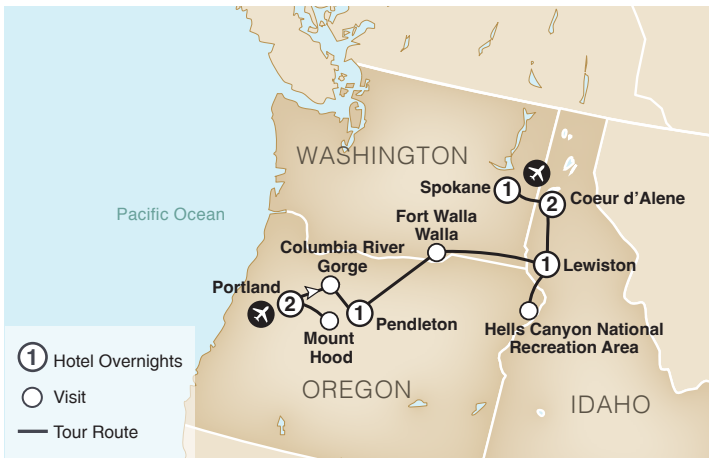 WASHINGTON
Spokane
1
2
Coeur d'Alene
Pacific Ocean
Fort Walla
Walla
Columbia River
Gorge
1
Lewiston
Portland
2
1
Pendleton
Mount
Hood
Hells Canyon National
Recreation Area
OREGON
IDAHO
1 Hotel Overnights
Visit
Tour Route